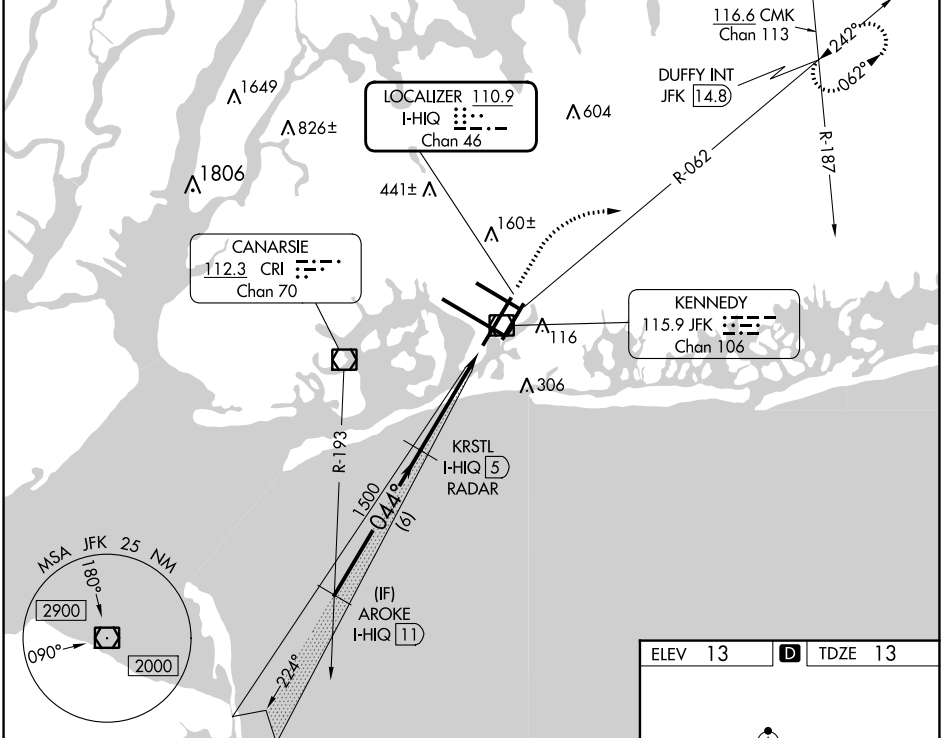 116.6 CMK
Chan 113
242°
062°
DUFFY INT
JFK 14.8
R-187
R-062
1649
826±
1806
LOCALIZER 110.9
I-HIQ
Chan 46
604
441±
160±
CANARSIE
112.3 CRI
Chan 70
KENNEDY
115.9 JFK
Chan 106
116
306
R-193
KRSTL
I-HIQ 5
RADAR
1500
044°
(6)
(IF)
AROKE
I-HIQ 11
224°
MSA JFK 25 NM
180°
2900
090°
2000
ELEV 13 D TDZE 13